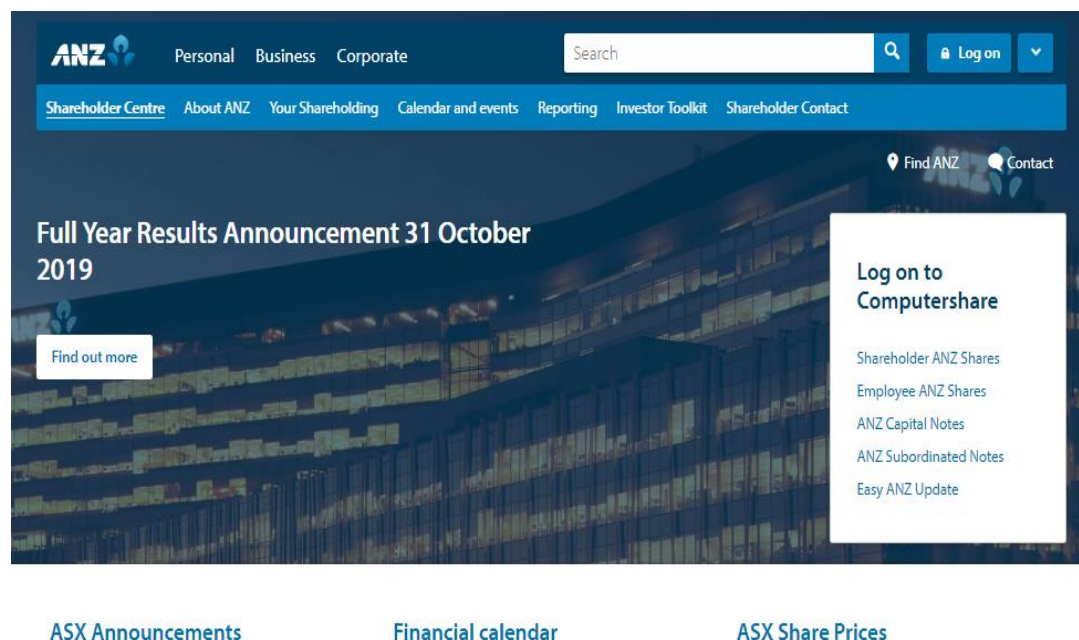 ANZ
Personal Business Corporate
Search
Log on
Shareholder Centre About ANZ Your Shareholding Calendar and events Reporting Investor Toolkit Shareholder Contact
Find ANZ Contact
ANZ
Full Year Results Announcement 31 October
2019
Find out more
Log on to
Computershare
Shareholder ANZ Shares
Employee ANZ Shares
ANZ Capital Notes
ANZ Subordinated Notes
Easy ANZ Update
ASX Announcements Financial calendar ASX Share Prices